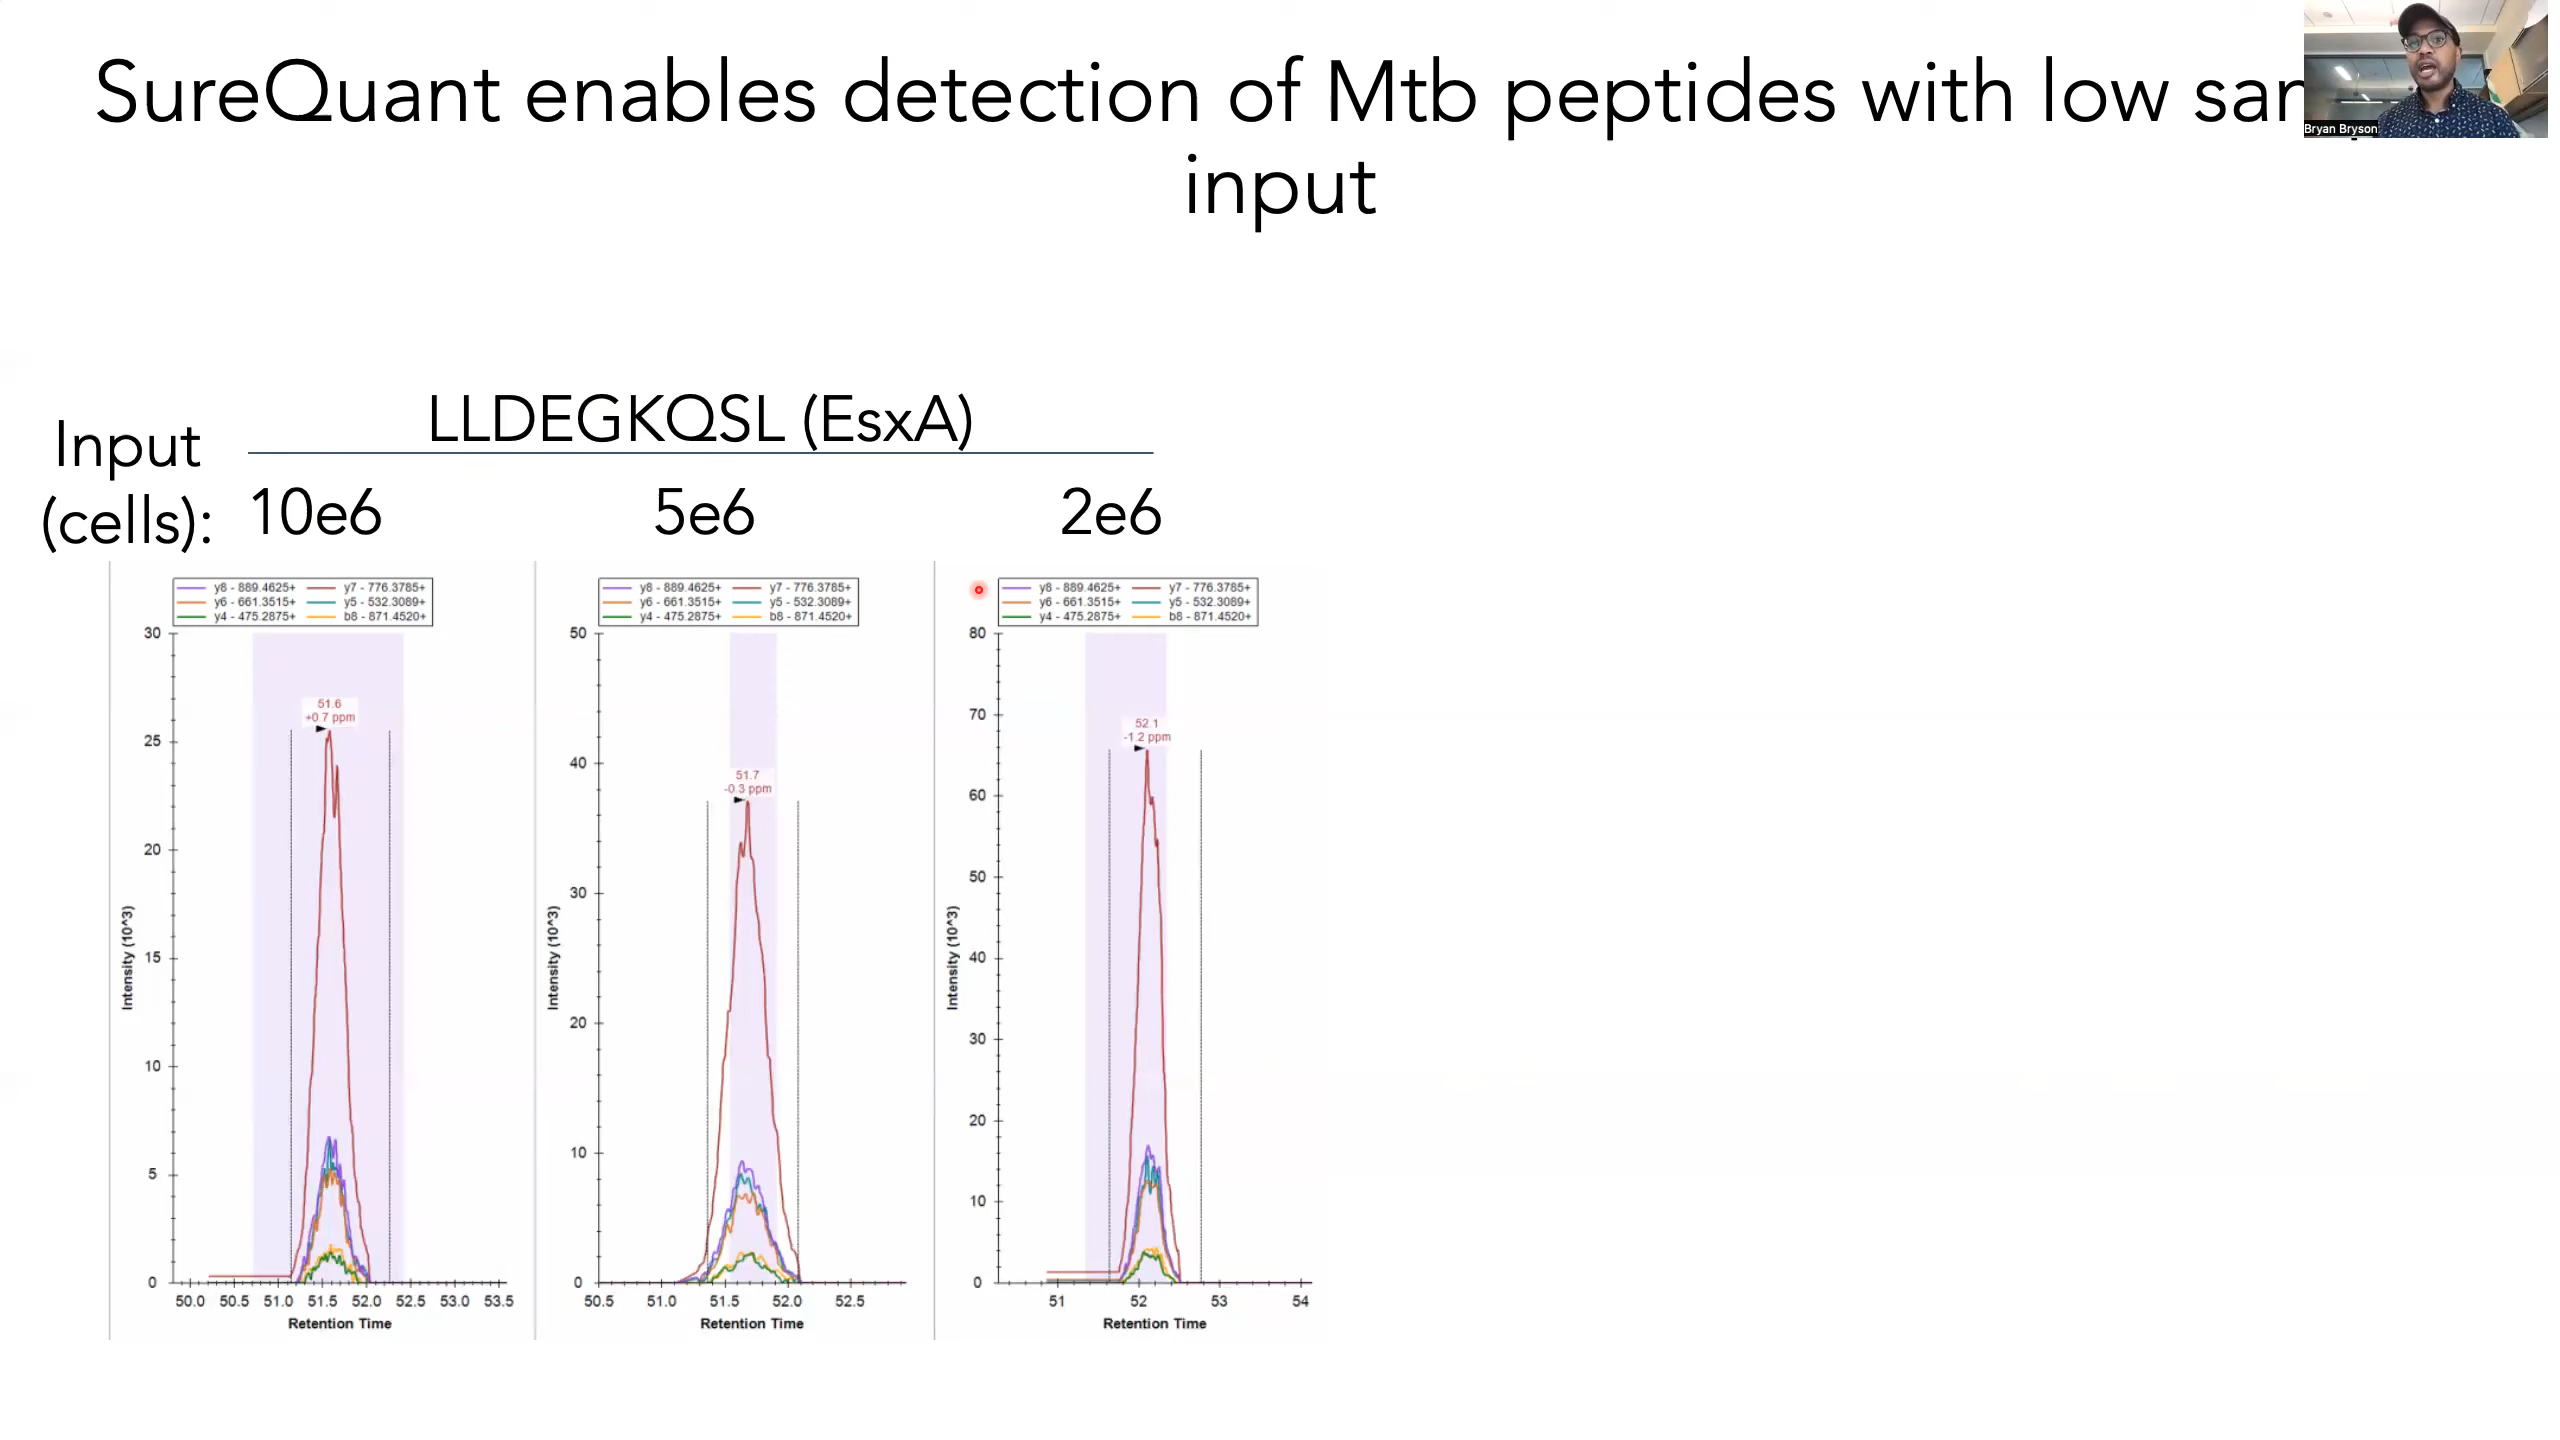 SureQuant enables detection of Mtb peptides with low
input
Bryan Bryson
LLDEGKQSL (EsxA)
Input
(cells):
10e6 5e6 2e6
y8 - 889.4625+ y7 - 776.3785+
y6 - 661.3515+ y5 - 532.3089+
y4 - 475.2875+ b8 - 871.4520+
30
25
20
15
10
5
0
51.6
+0.7 ppm
Intensity (10^3)
50.0 50.5 51.0 51.5 52.0 52.5 53.0 53.5
Retention Time
y8 - 889.4625+ y7 - 776.3785+
y6 - 661.3515+ y5 - 532.3089+
y4 - 475.2875+ b8 - 871.4520+
50
40
30
20
10
0
51.7
-0.3 ppm
Intensity (10^3)
50.5 51.0 51.5 52.0 52.5
Retention Time
y8 - 889.4625+ y7 - 776.3785+
y6 - 661.3515+ y5 - 532.3089+
y4 - 475.2875+ b8 - 871.4520+
80
70
60
50
40
30
20
10
0
52.1
-1.2 ppm
Intensity (10^3)
51 52 53 54
Retention Time